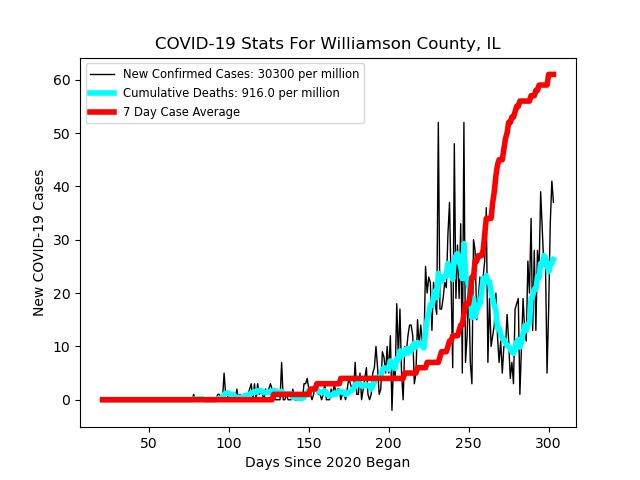 COVID-19 Stats For Williamson County, IL
New Confirmed Cases: 30300 per million
Cumulative Deaths: 916.0 per million
7 Day Case Average
60
50
40
30
20
10
0
New COVID-19 Cases
50 100 150 200 250 300
Days Since 2020 Began